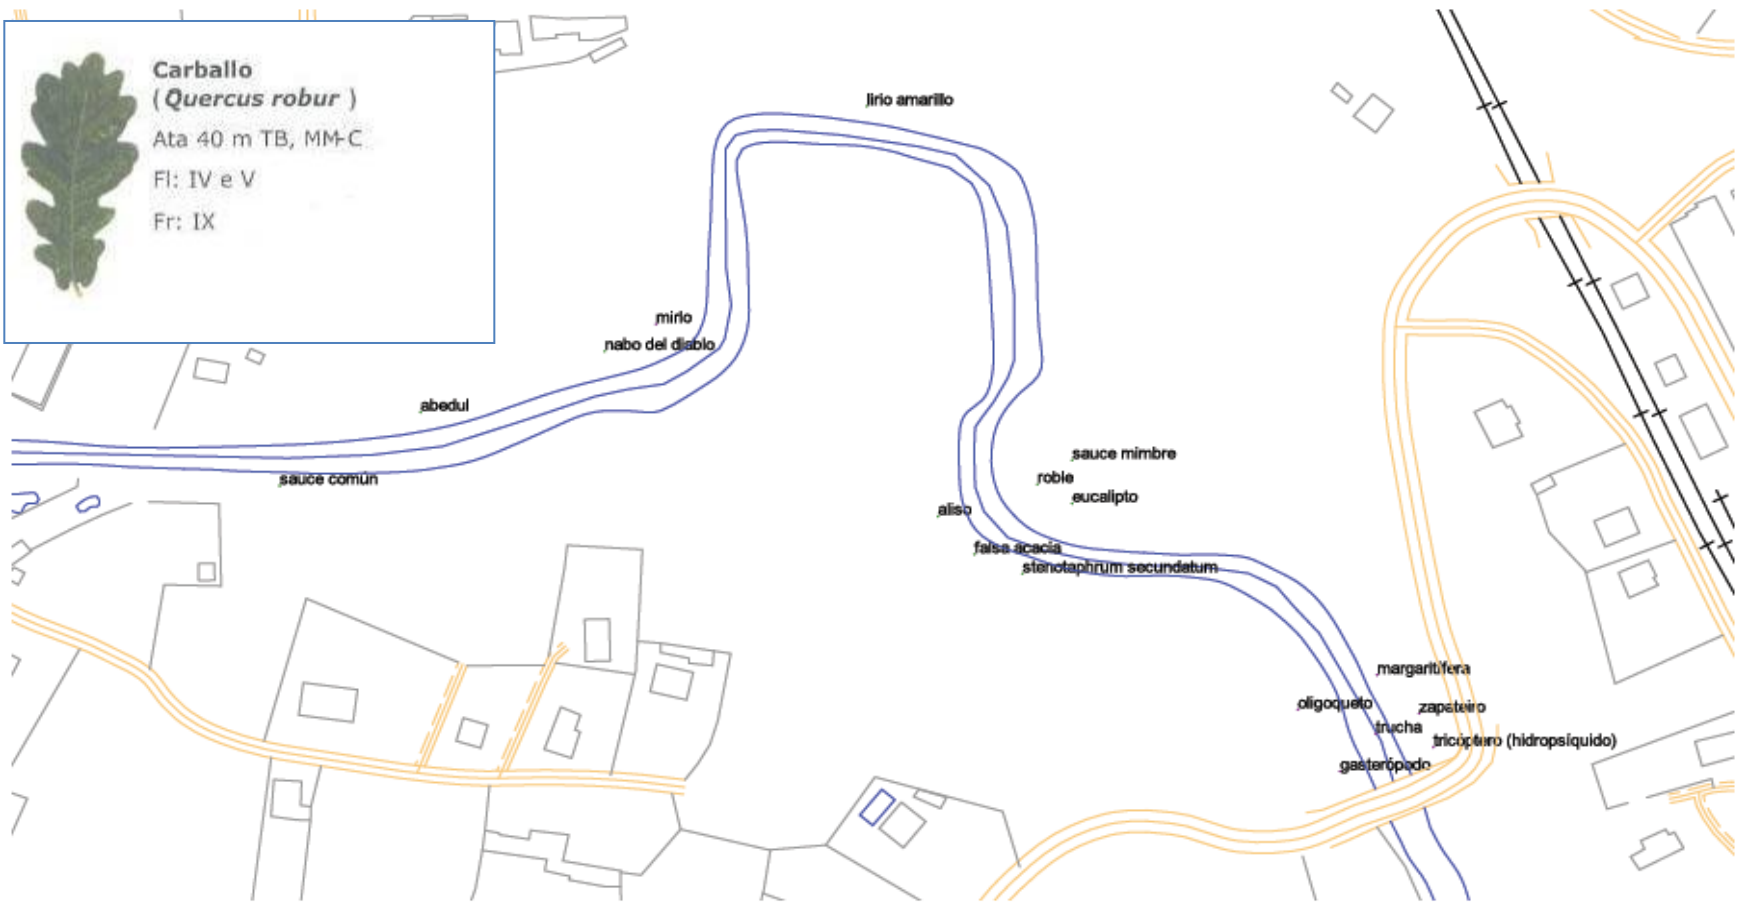 Carballo
(Quercus robur )
Ata 40 m TB, MM-C
Fl: IV e V
Fr: IX
lirio amarillo
mirlo
nabo del diablo
abedul
sauce común
sauce mimbre
roble
eucalipto
aliso
falsa acacia
stenotaphrum secundatum
margaritifera
oligoqueto
zapateiro
trucha
tricóptero (hidropsíquido)
gasterópodo